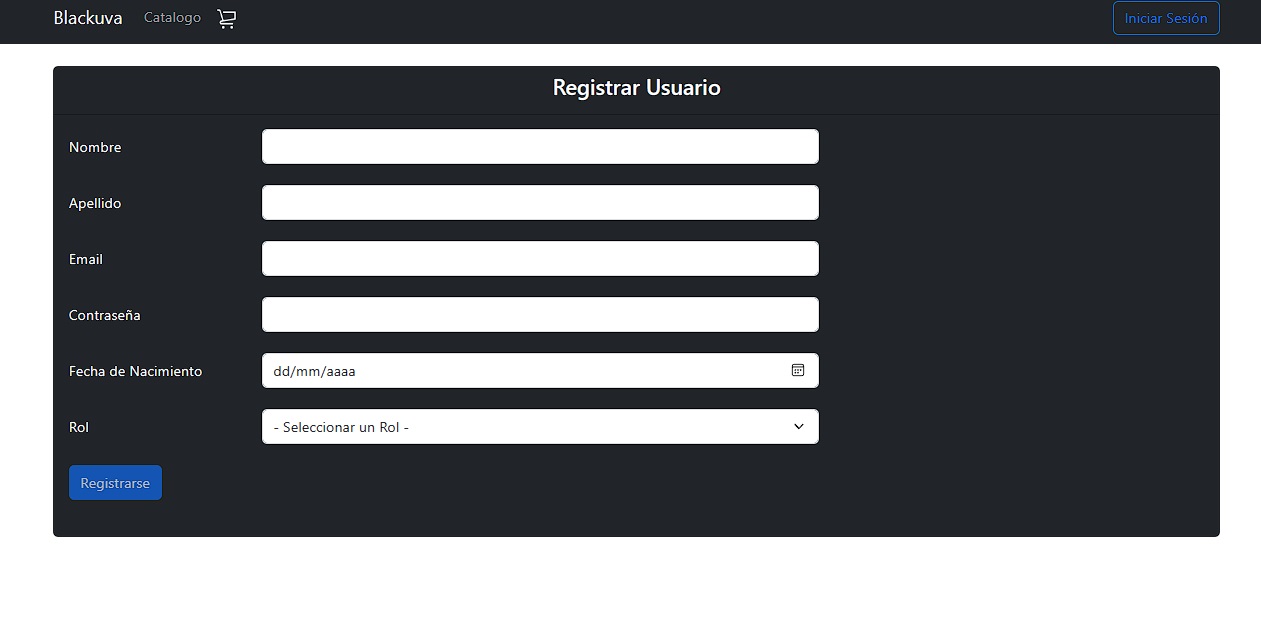 Blackuva Catalogo Iniciar Sesión
Registrar Usuario
Nombre
Apellido
Email
Contraseña
Fecha de Nacimiento dd/mm/aaaa
Rol - Seleccionar un Rol -
Registrarse